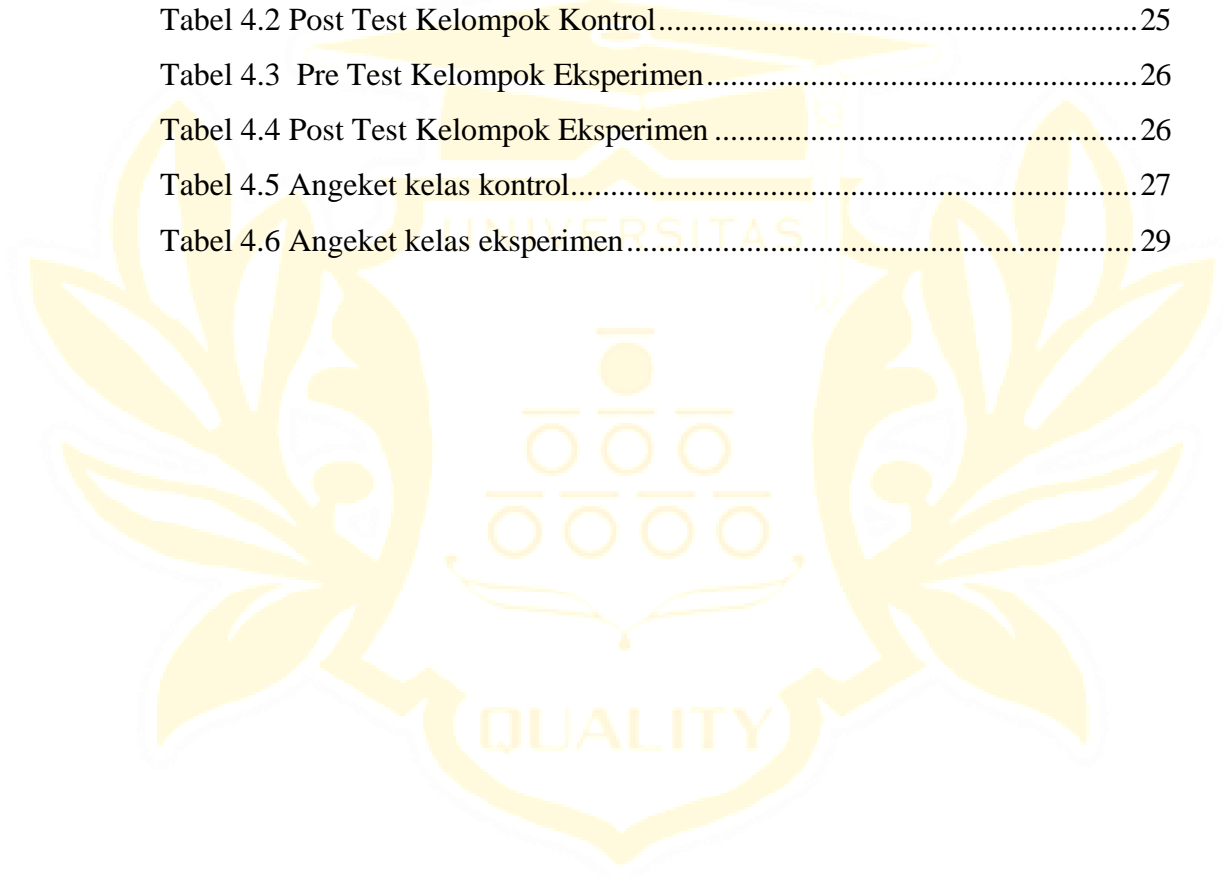 Tabel 4.2 Post Test Kelompok Kontrol............................................................25
Tabel 4.3  Pre Test Kelompok Eksperimen......................................................26
Tabel 4.4 Post Test Kelompok Eksperimen .....................................................26
Tabel 4.5 Angeket kelas kontrol.......................................................................27
Tabel 4.6 Angeket kelas eksperimen ................................................................29
UNIVERSITAS
QUALITY